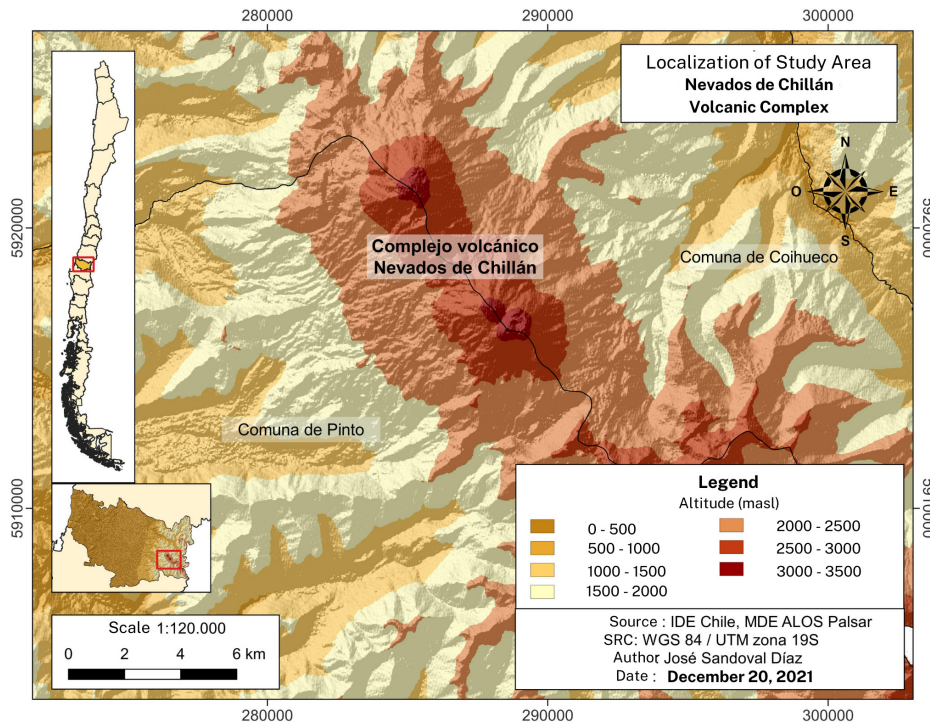 280000
290000
300000
Localization of Study Area
Nevados de Chillán
Volcanic Complex
N
O
E
S
5920000
5920000
Complejo volcánico
Nevados de Chillán
Comuna de Coihueco
Comuna de Pinto
Legend
Altitude (masl)
0 - 500
500 - 1000
1000 - 1500
1500 - 2000
2000 - 2500
2500 - 3000
3000 - 3500
5910000
5910000
Scale 1:120.000
0 2 4 6 km
Source : IDE Chile, MDE ALOS Palsar
SRC: WGS 84 / UTM zona 19S
Author José Sandoval Díaz
Date : December 20, 2021
280000
290000
300000